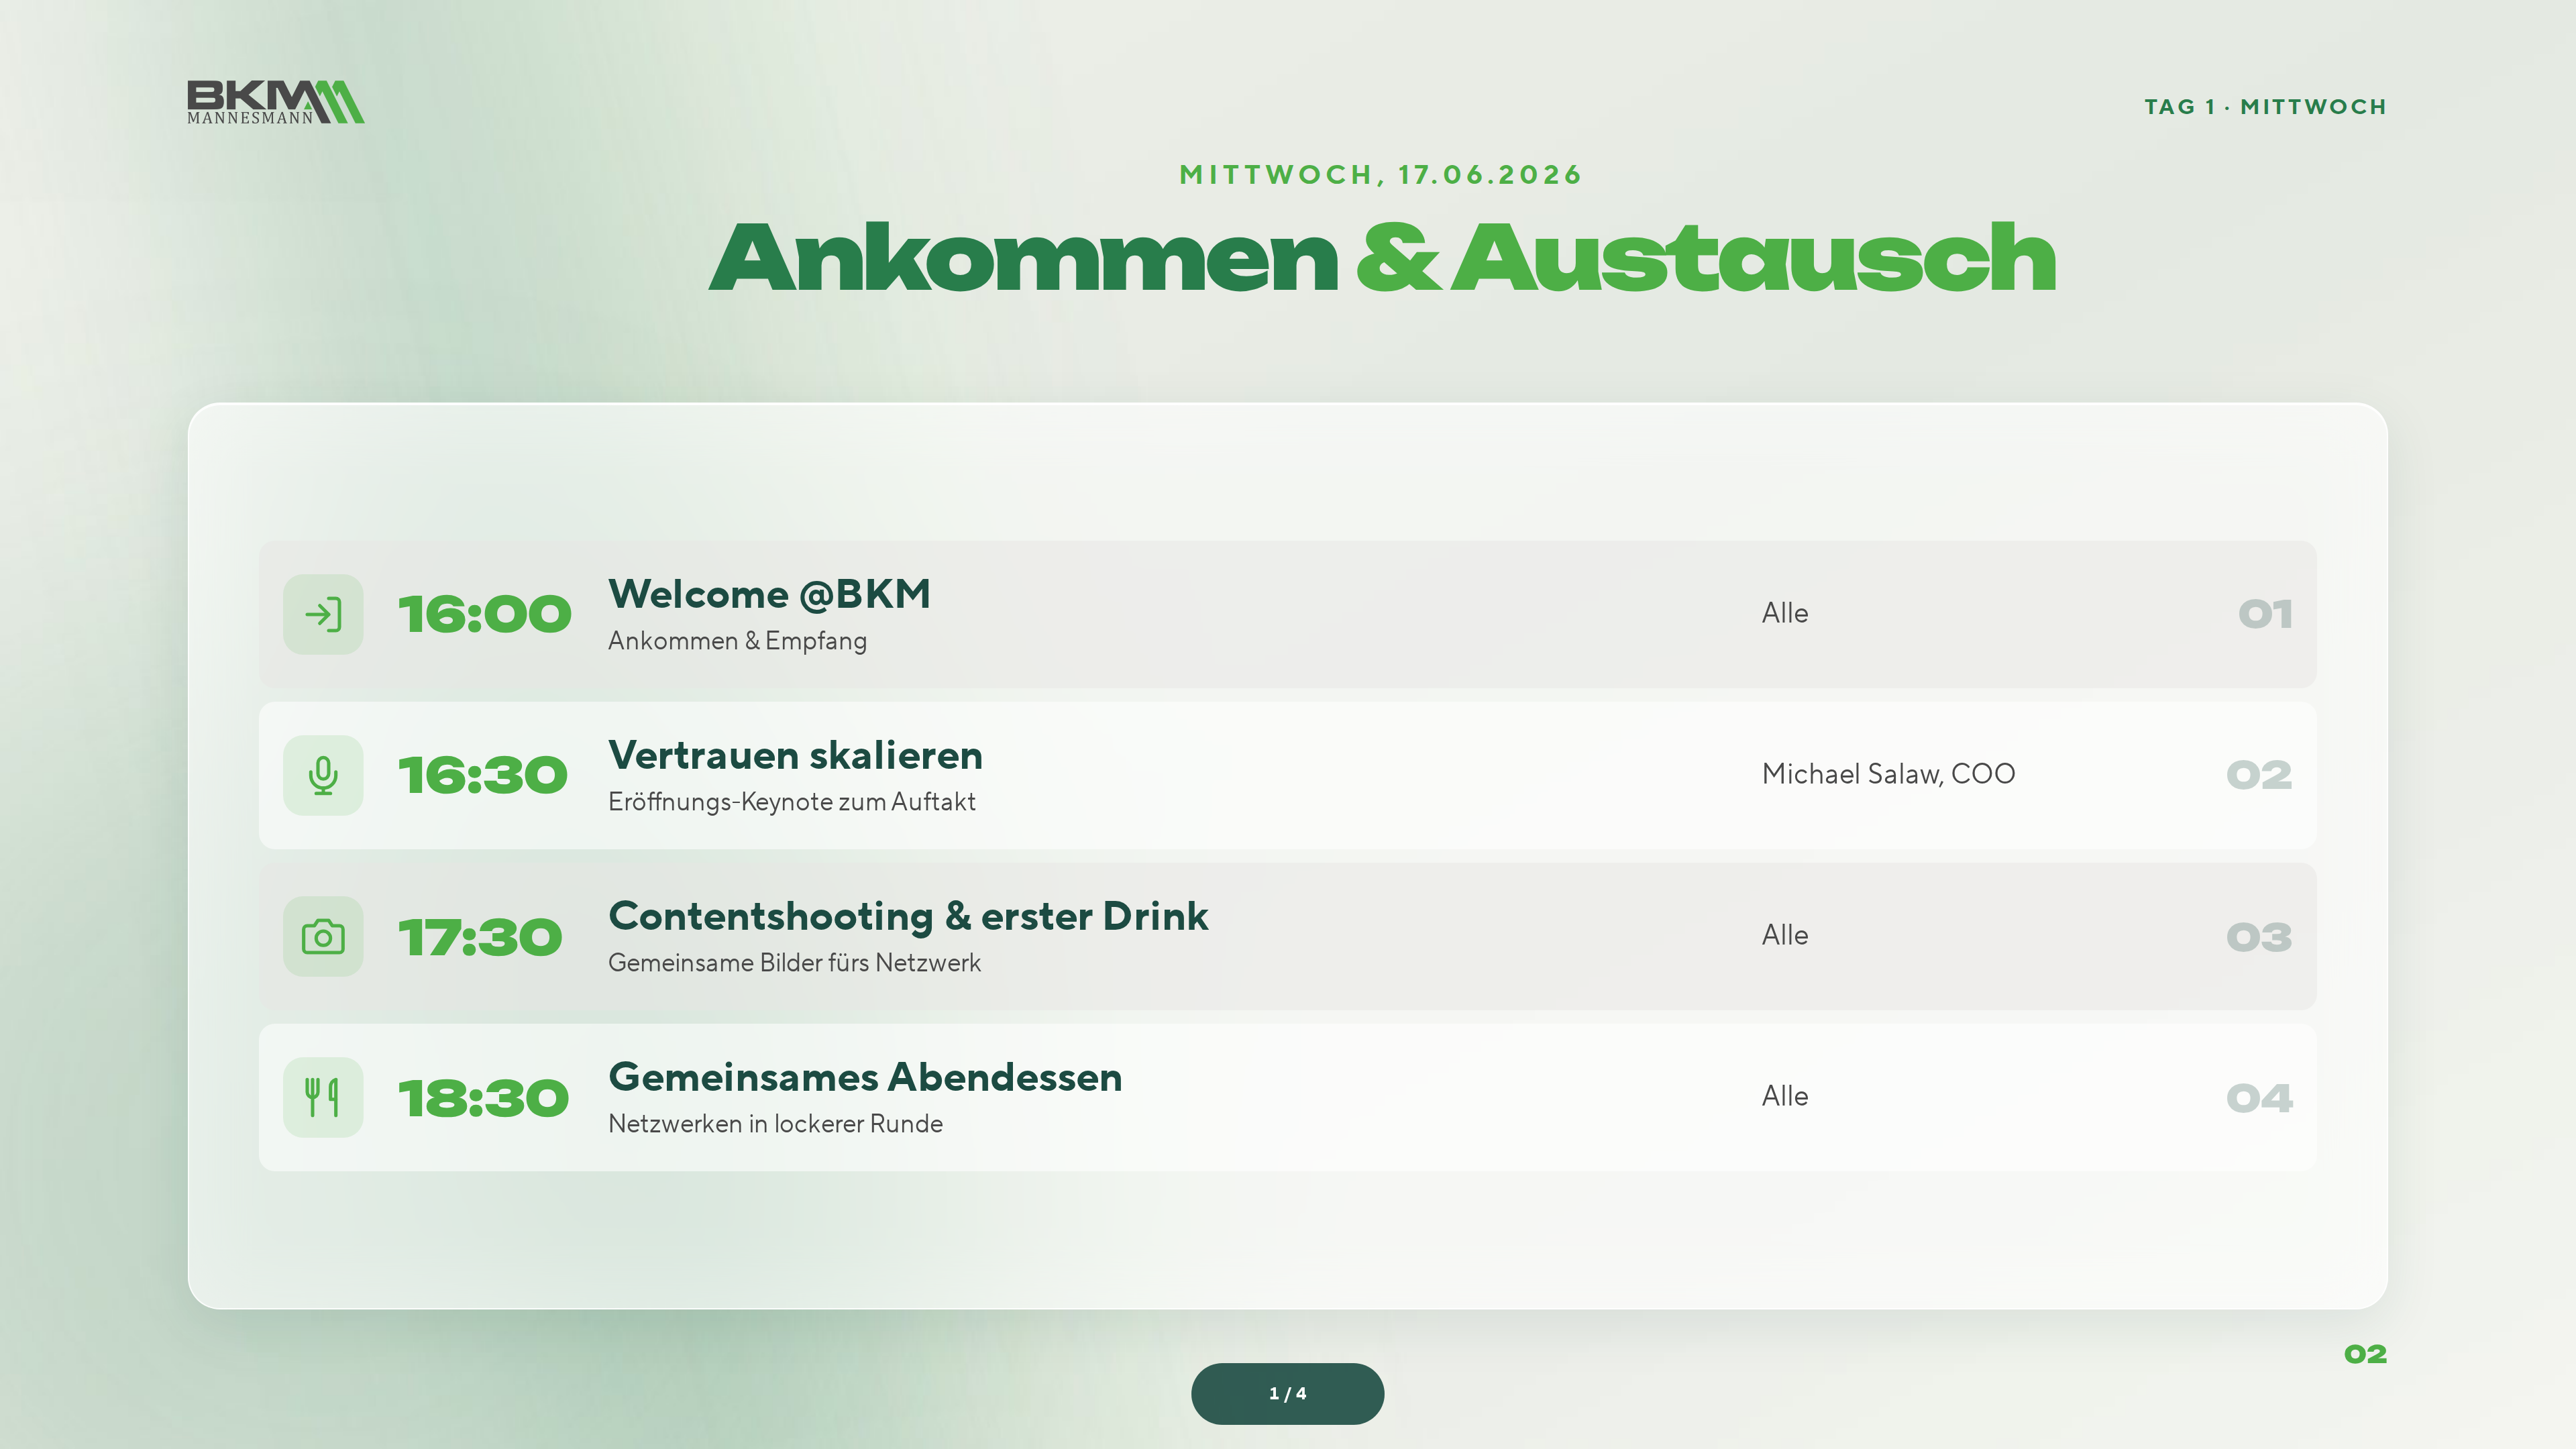 BKM
MANNESMANN
TAG 1 · MITTWOCH
MITTWOCH, 17.06.2026
Ankommen & Austausch
16:00
Welcome @BKM
Ankommen & Empfang
Alle
01
16:30
Vertrauen skalieren
Eröffnungs-Keynote zum Auftakt
Michael Salaw, COO
02
17:30
Contentshooting & erster Drink
Gemeinsame Bilder fürs Netzwerk
Alle
03
18:30
Gemeinsames Abendessen
Netzwerken in lockerer Runde
Alle
04
02
1 / 4